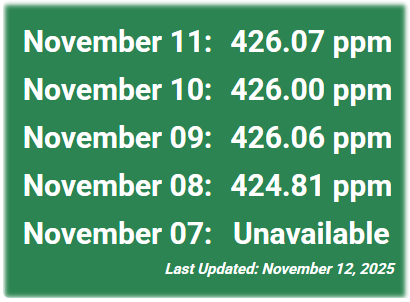 November 11: 426.07 ppm
November 10: 426.00 ppm
November 09: 426.06 ppm
November 08: 424.81 ppm
November 07: Unavailable
Last Updated: November 12, 2025